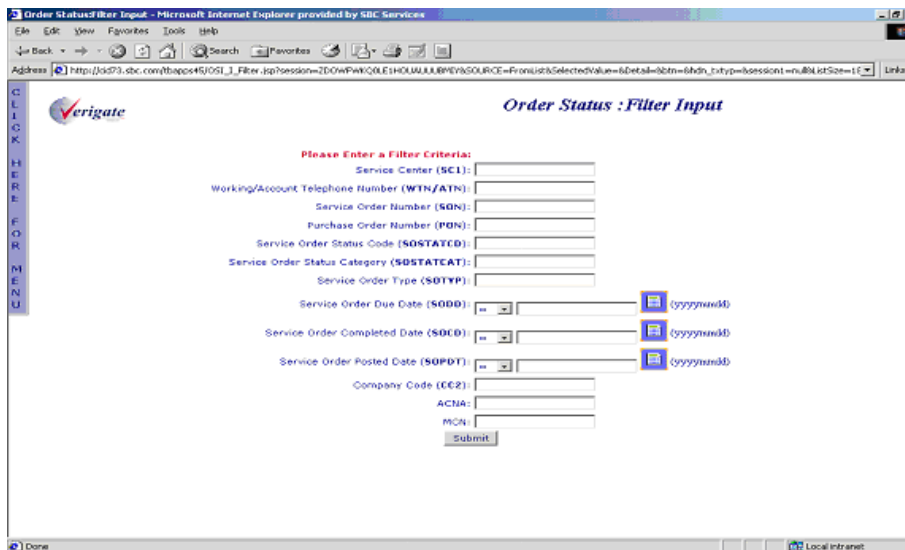 Order Status:Filter Input - Microsoft Internet Explorer provided by SBC Services
File Edit View Favorites Tools Help
Back Search Favorites
Address Links
CLICK HERE FOR MENU
Verigate
Order Status :Filter Input
Please Enter a Filter Criteria:
Service Center (SC1):
Working/Account Telephone Number (WTN/ATN):
Service Order Number (SON):
Purchase Order Number (PON):
Service Order Status Code (SOSTATCD):
Service Order Status Category (SOSTATCAT):
Service Order Type (SOTYP):
Service Order Due Date (SODD): (yyyymmdd)
Service Order Completed Date (SOCD): (yyyymmdd)
Service Order Posted Date (SOPDT): (yyyymmdd)
Company Code (CC2):
ACNA:
MCN:
Submit
Done Local intranet